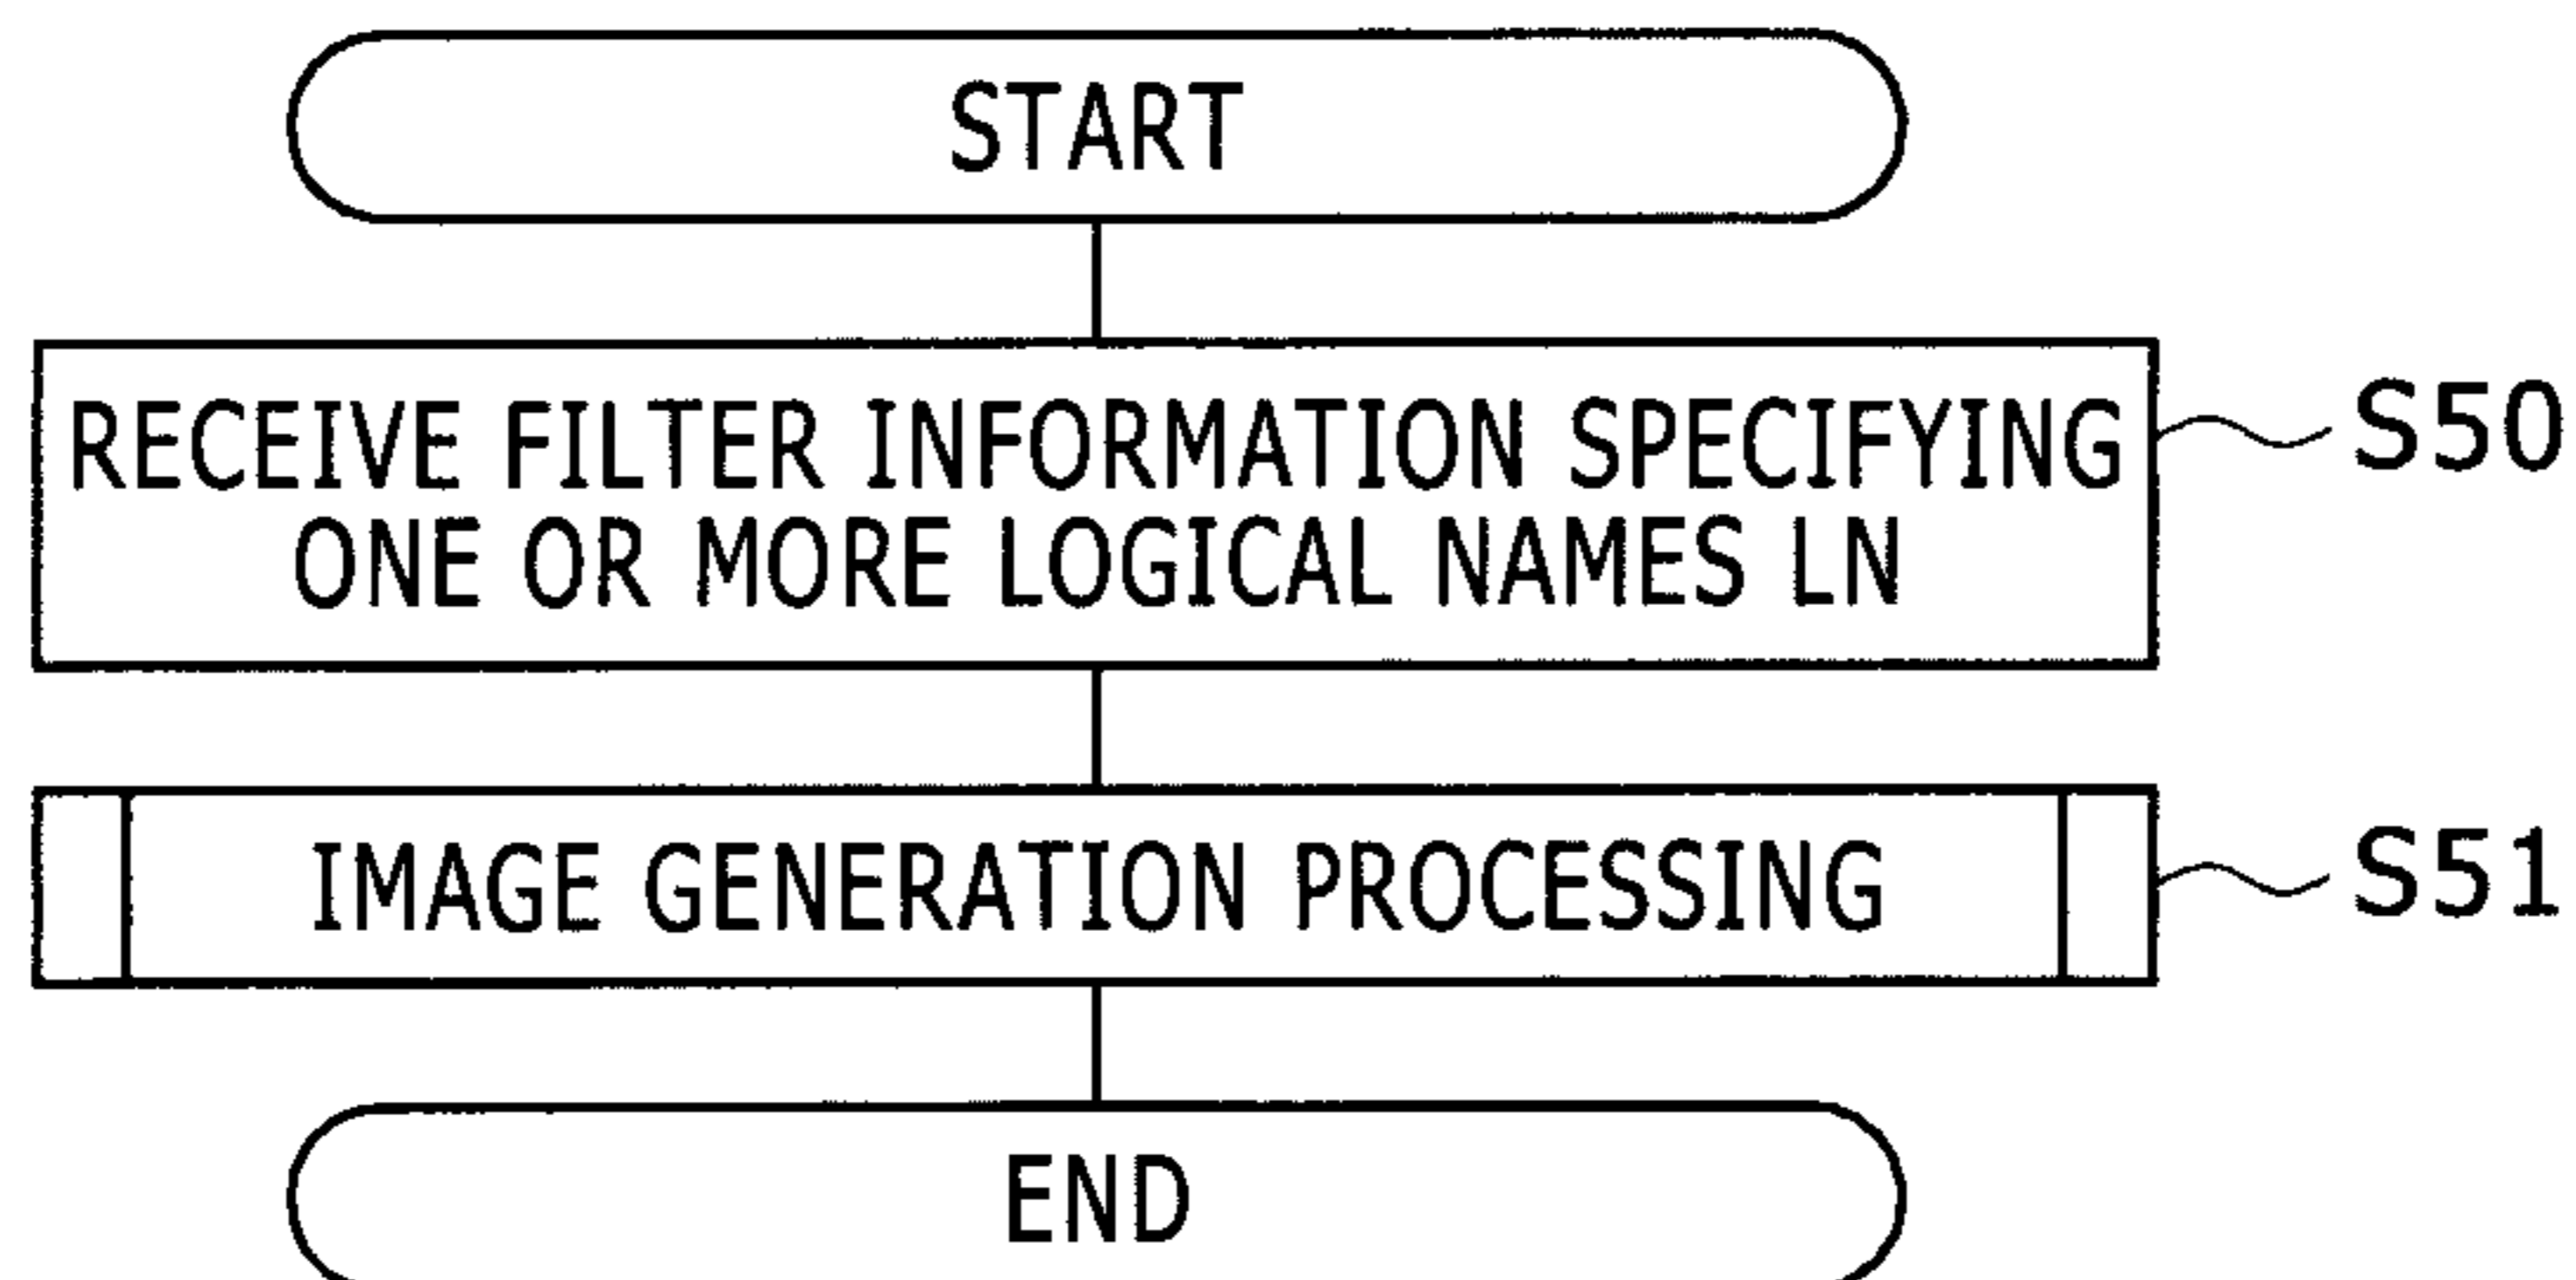 START
RECEIVE FILTER INFORMATION SPECIFYING
ONE OR MORE LOGICAL NAMES LN
S50
IMAGE GENERATION PROCESSING
S51
END